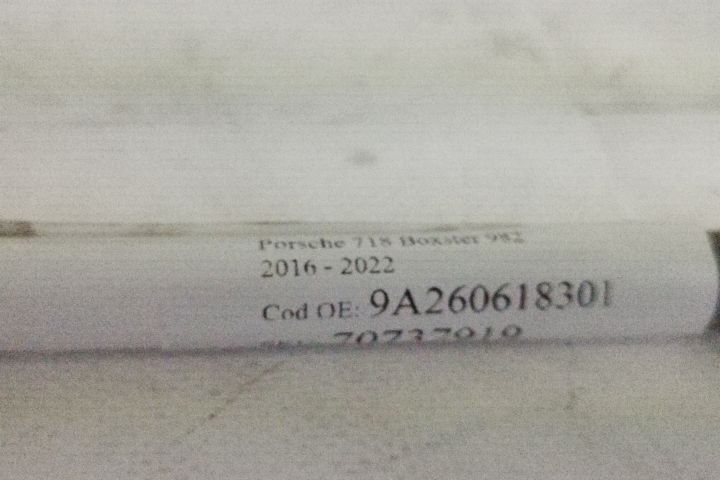 Porsche 718 Boxster 982
2016 - 2022
Cod OE: 9A260618301